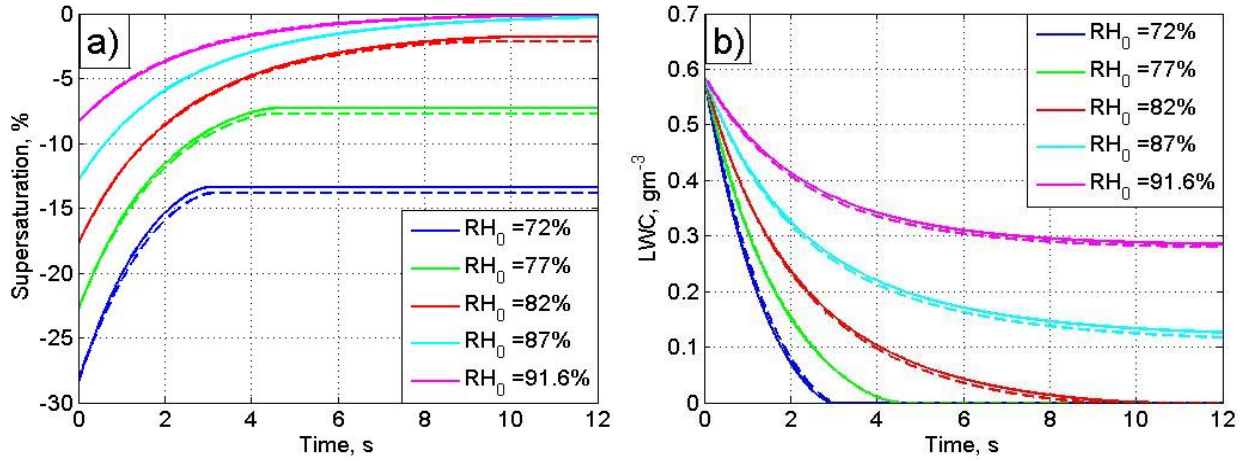 a)
0
-5
-10
-15
-20
-25
-30
Supersaturation, %
0 2 4 6 8 10 12
Time, s
RH0 =72%
RH0 =77%
RH0 =82%
RH0 =87%
RH0 =91.6%
b)
0.7
0.6
0.5
0.4
0.3
0.2
0.1
0
LWC, gm-3
0 2 4 6 8 10 12
Time, s
RH0 =72%
RH0 =77%
RH0 =82%
RH0 =87%
RH0 =91.6%